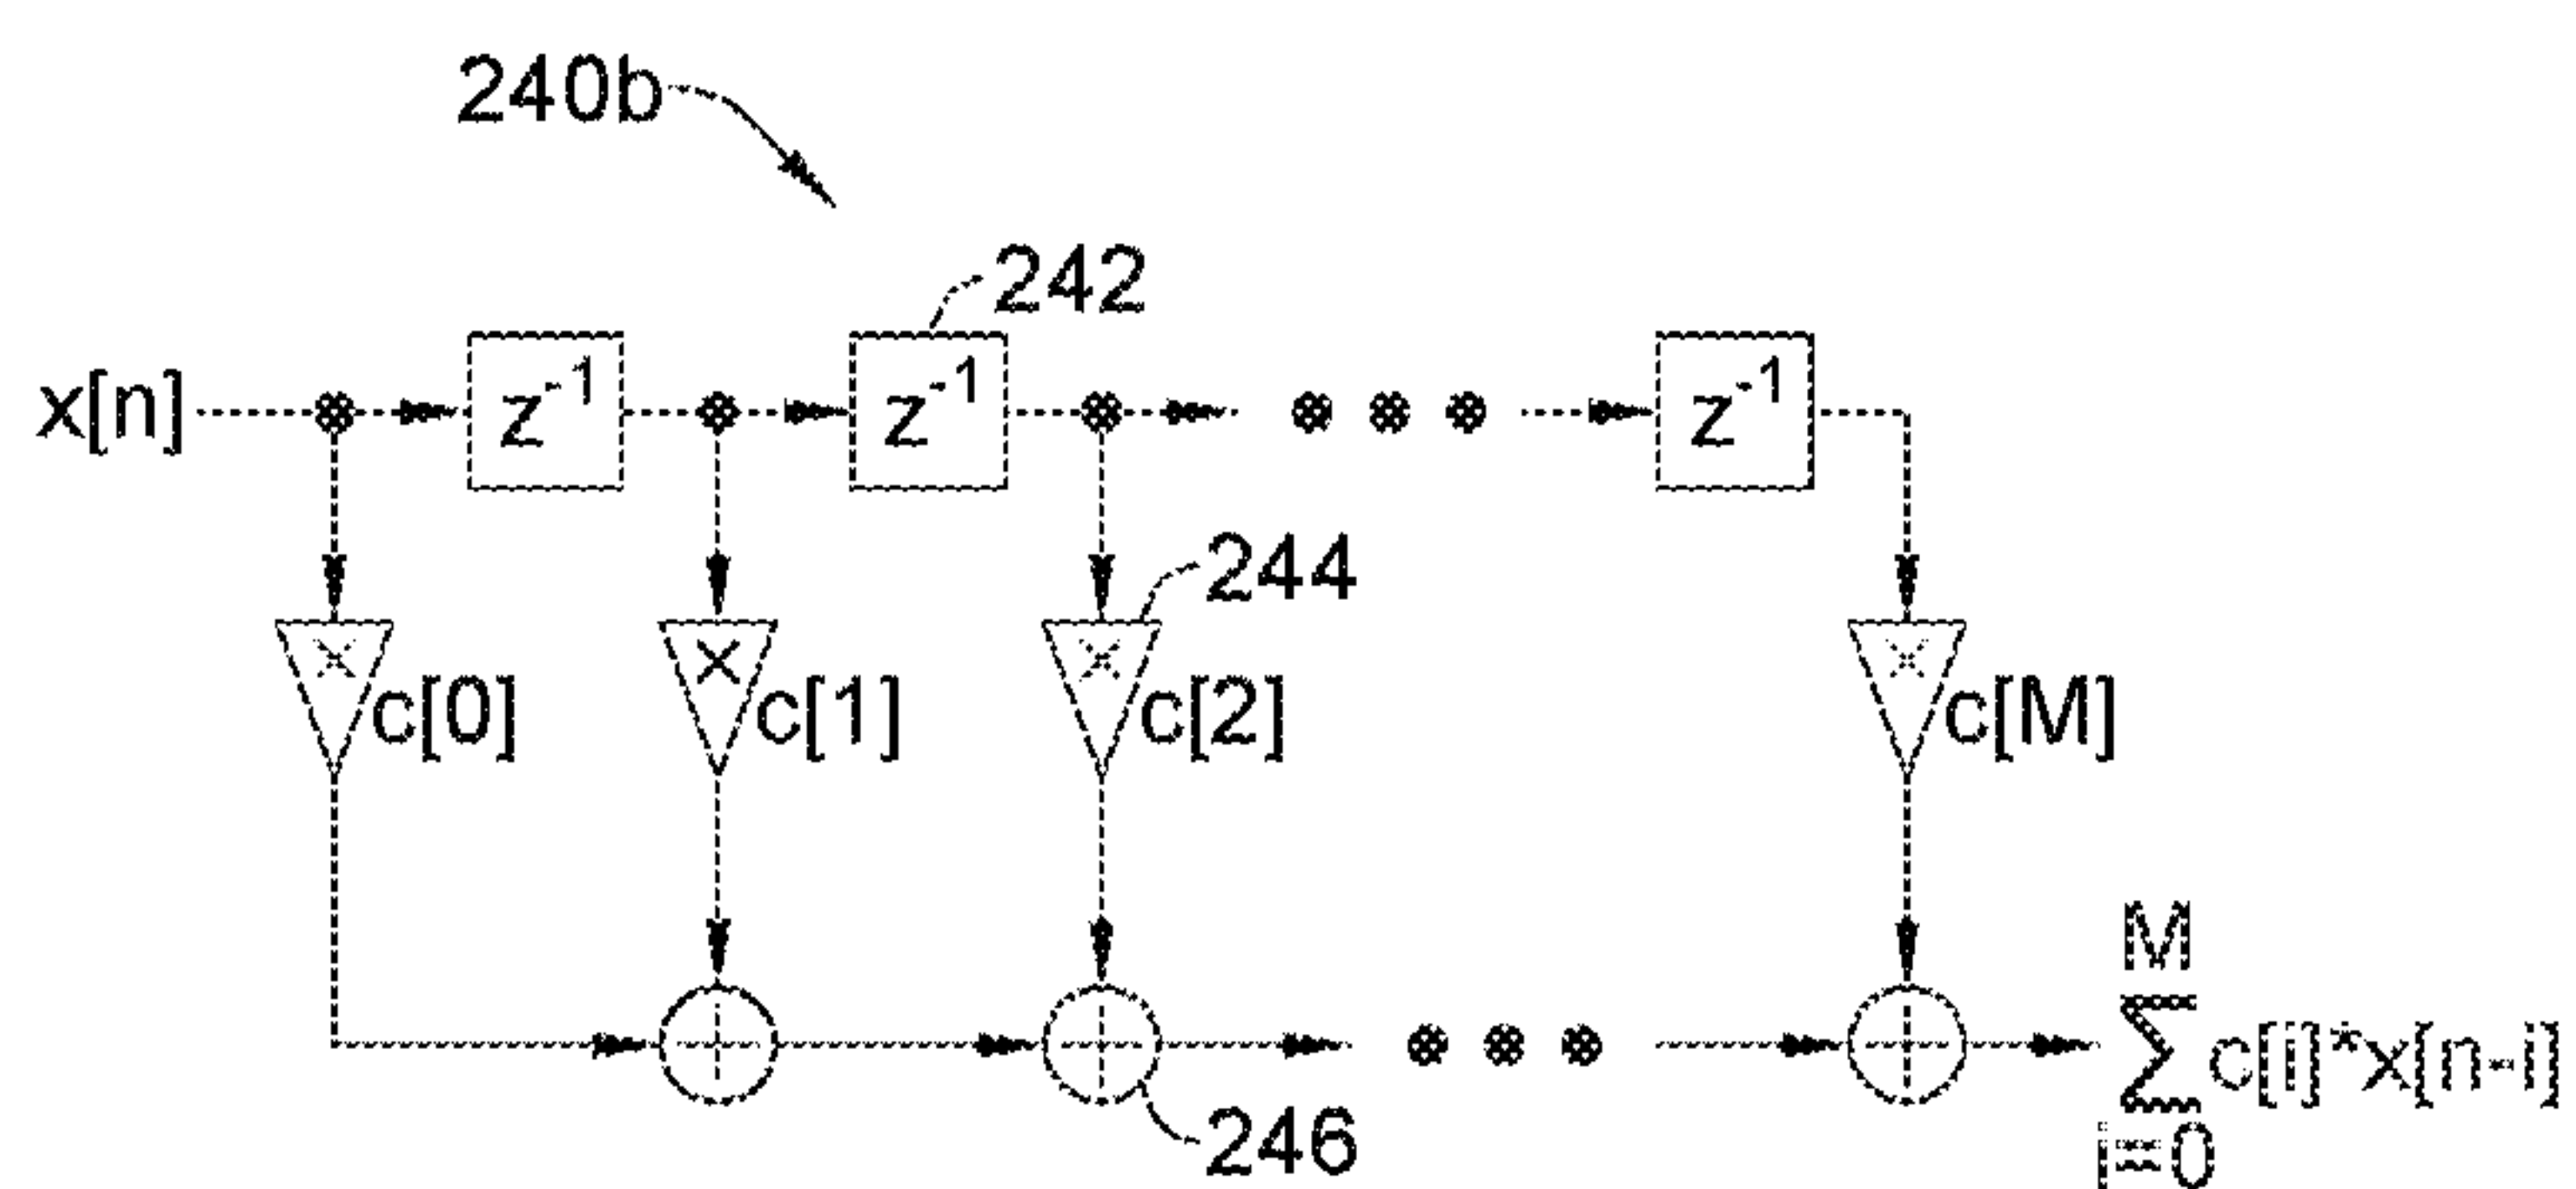 240b
242
x[n] z⁻¹ z⁻¹ z⁻¹
244
× × × ×
c[0] c[1] c[2] c[M]
M
+ + + ∑ c[i]*x[n-i]
i=0
246